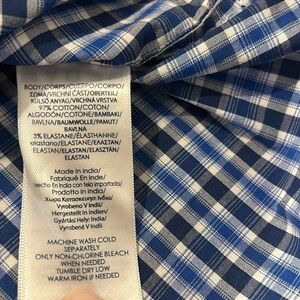 BODY/CORPS/CUERPO/CORPO/
ΣΩΜΑ/VRCHNÍ ČÁST/OBERTEIL/
KÜLSŐ ANYAG/VRCHNÁ VRSTVA
97% COTTON/COTON/
ALGODÓN/COTONE/ΒΑΜΒΑΚΙ/
BAVLNA/BAUMWOLLE/PAMUT/
BAVLNA
3% ELASTANE/ÉLASTHANNE/
elastano/ELASTANE/ΕΛΑΣΤΑΝ/
ELASTAN/ELASTAN/ELASZTÁN/
ELASTAN
Made In India/
Fabriqué En Inde/
Hecho En India con tela importada/
Prodotto In India/
Χώρα Κατασκευής Ινδία/
Vyrobeno V Indii/
Hergestellt in Indien/
Gyártási Hely: India/
Vyrobené V Indii
MACHINE WASH COLD
SEPARATELY
ONLY NON-CHLORINE BLEACH
WHEN NEEDED
TUMBLE DRY LOW
WARM IRON IF NEEDED